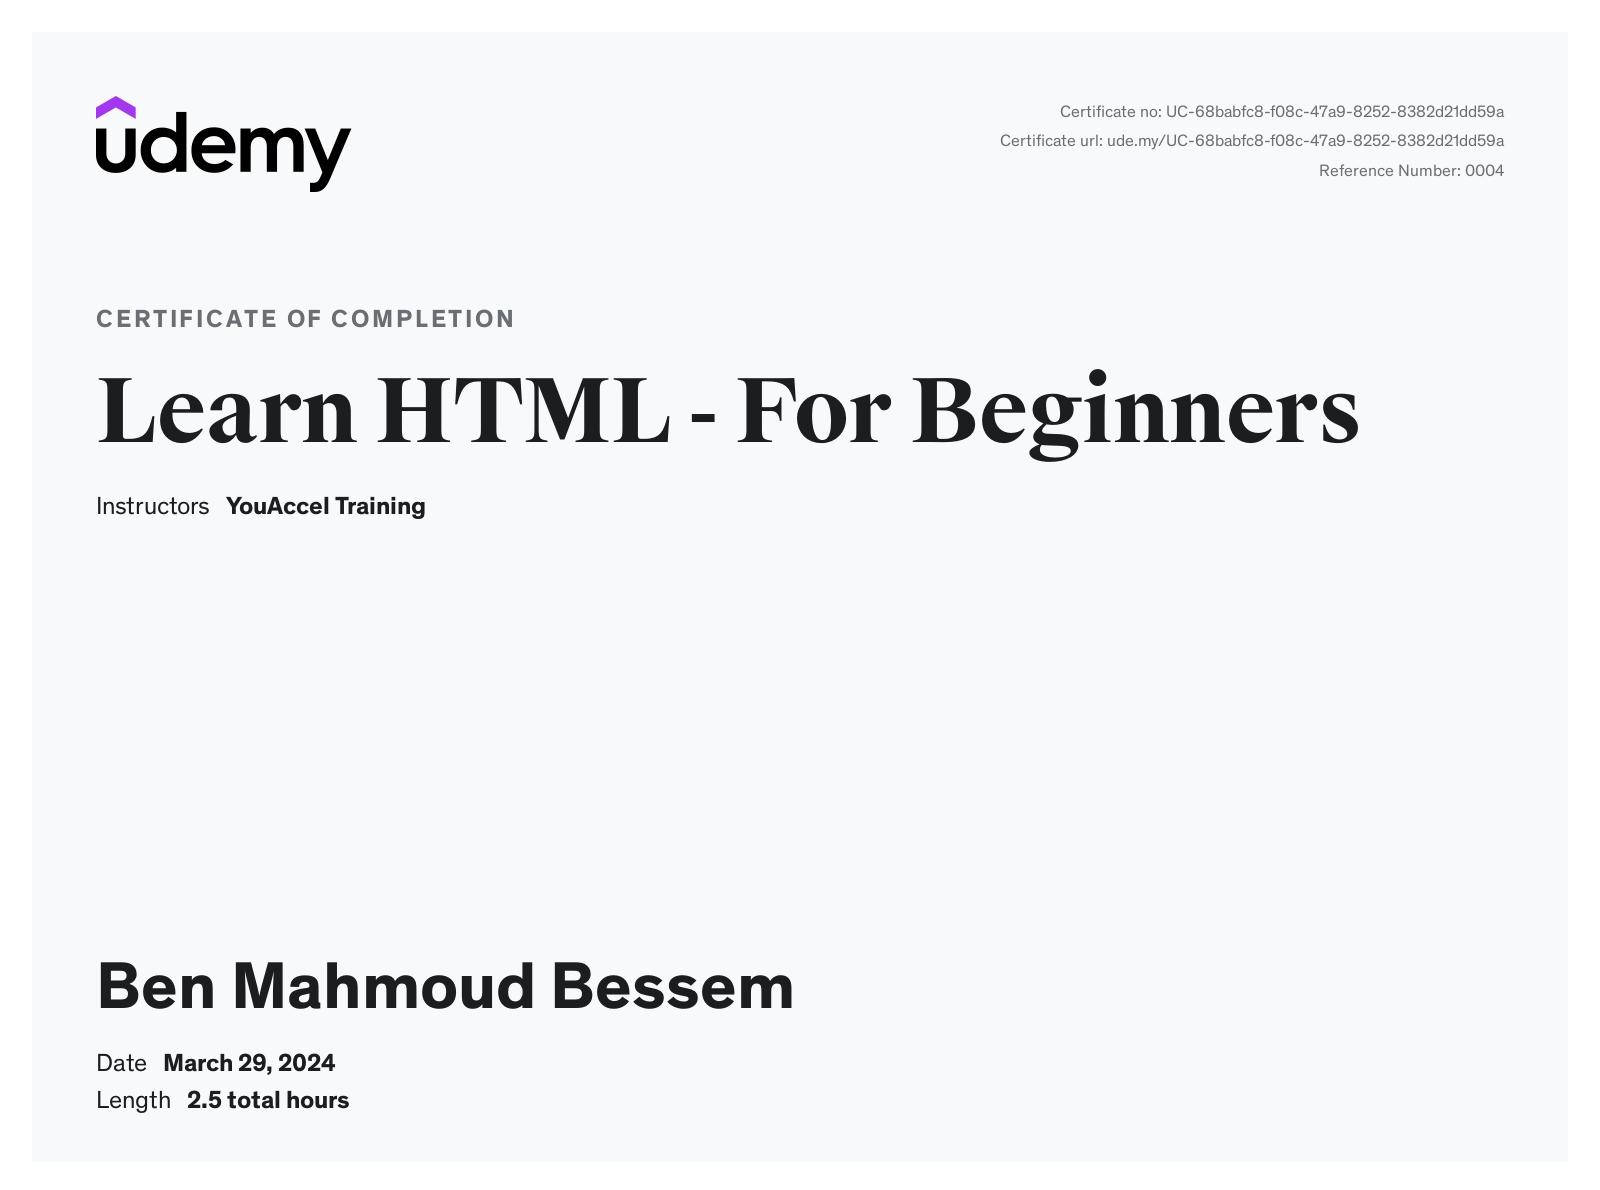 udemy
Certificate no: UC-68babfc8-f08c-47a9-8252-8382d21dd59a
Certificate url: ude.my/UC-68babfc8-f08c-47a9-8252-8382d21dd59a
Reference Number: 0004
CERTIFICATE OF COMPLETION
Learn HTML - For Beginners
Instructors YouAccel Training
Ben Mahmoud Bessem
Date March 29, 2024
Length 2.5 total hours